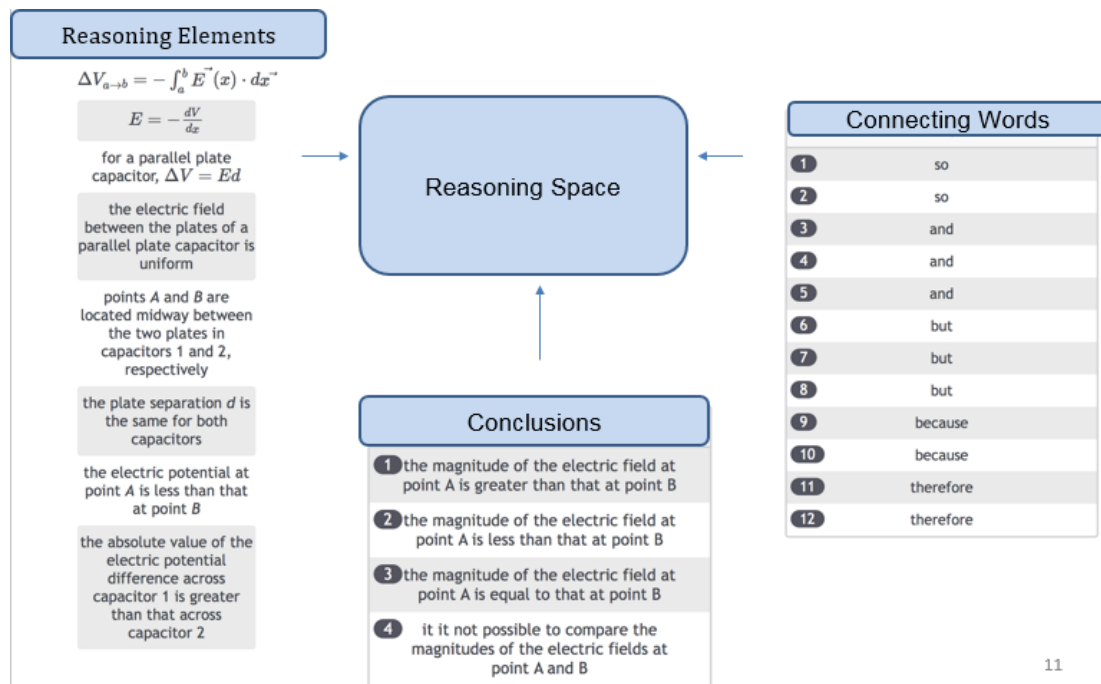 Reasoning Elements
ΔV_{a→b} = −∫_a^b E⃗(x) · dx⃗
E = −dV/dx
for a parallel plate
capacitor, ΔV = Ed
the electric field
between the plates of a
parallel plate capacitor is
uniform
points A and B are
located midway between
the two plates in
capacitors 1 and 2,
respectively
the plate separation d is
the same for both
capacitors
the electric potential at
point A is less than that
at point B
the absolute value of the
electric potential
difference across
capacitor 1 is greater
than that across
capacitor 2
Reasoning Space
Conclusions
1 the magnitude of the electric field at
point A is greater than that at point B
2 the magnitude of the electric field at
point A is less than that at point B
3 the magnitude of the electric field at
point A is equal to that at point B
4 it it not possible to compare the
magnitudes of the electric fields at
point A and B
Connecting Words
1 so
2 so
3 and
4 and
5 and
6 but
7 but
8 but
9 because
10 because
11 therefore
12 therefore
11